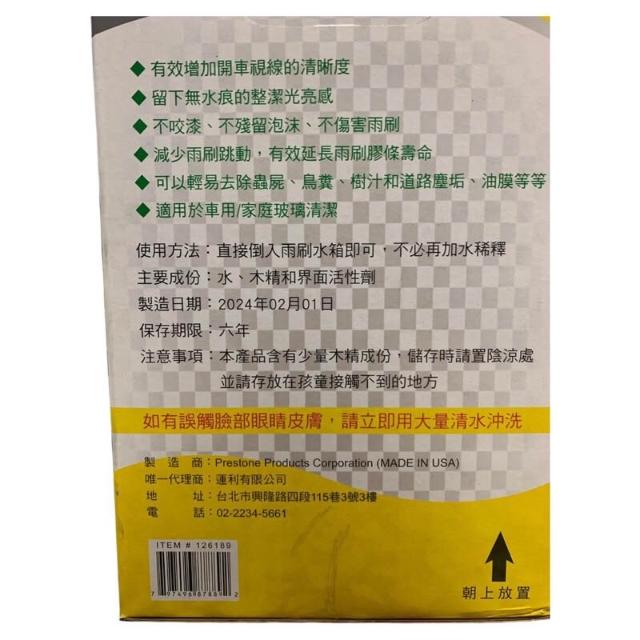 ◆ 有效增加開車視線的清晰度
◆ 留下無水痕的整潔光亮感
◆ 不咬漆、不殘留泡沫、不傷害雨刷
◆ 減少雨刷跳動，有效延長雨刷膠條壽命
◆ 可以輕易去除蟲屍、鳥糞、樹汁和道路塵垢、油膜等等
◆ 適用於車用/家庭玻璃清潔
使用方法：直接倒入雨刷水箱即可，不必再加水稀釋
主要成份：水、木精和界面活性劑
製造日期：2024年02月01日
保存期限：六年
注意事項：本產品含有少量木精成份，儲存時請置陰涼處
並請存放在孩童接觸不到的地方
如有誤觸臉部眼睛皮膚，請立即用大量清水沖洗
製 造 商：Prestone Products Corporation (MADE IN USA)
唯一代理商：運利有限公司
地 址：台北市興隆路四段115巷3號3樓
電 話：02-2234-5661
ITEM # 126189
7 97496 87889 2
朝上放置